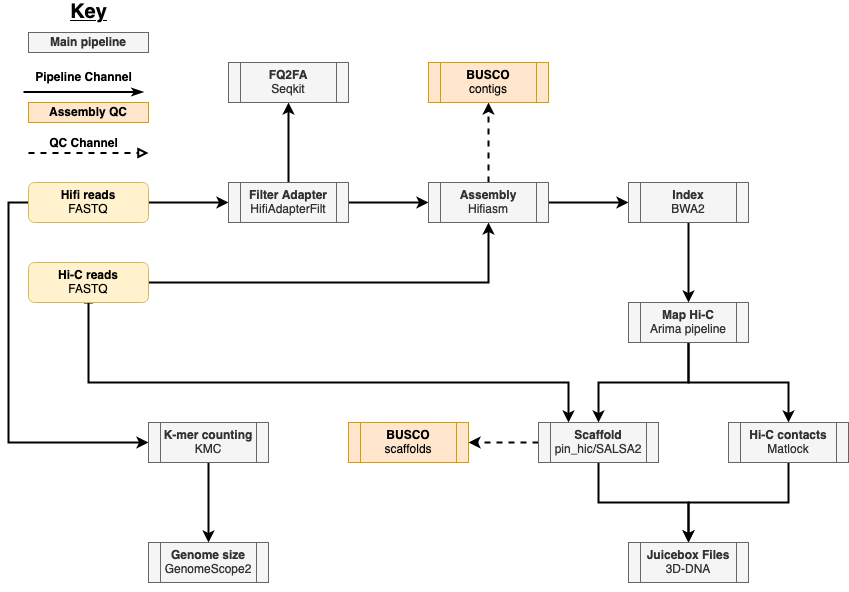 Key
Main pipeline
Pipeline Channel
Assembly QC
QC Channel
FQ2FA
Seqkit
BUSCO
contigs
Hifi reads
FASTQ
Filter Adapter
HifiAdapterFilt
Assembly
Hifiasm
Index
BWA2
Hi-C reads
FASTQ
Map Hi-C
Arima pipeline
K-mer counting
KMC
BUSCO
scaffolds
Scaffold
pin_hic/SALSA2
Hi-C contacts
Matlock
Genome size
GenomeScope2
Juicebox Files
3D-DNA